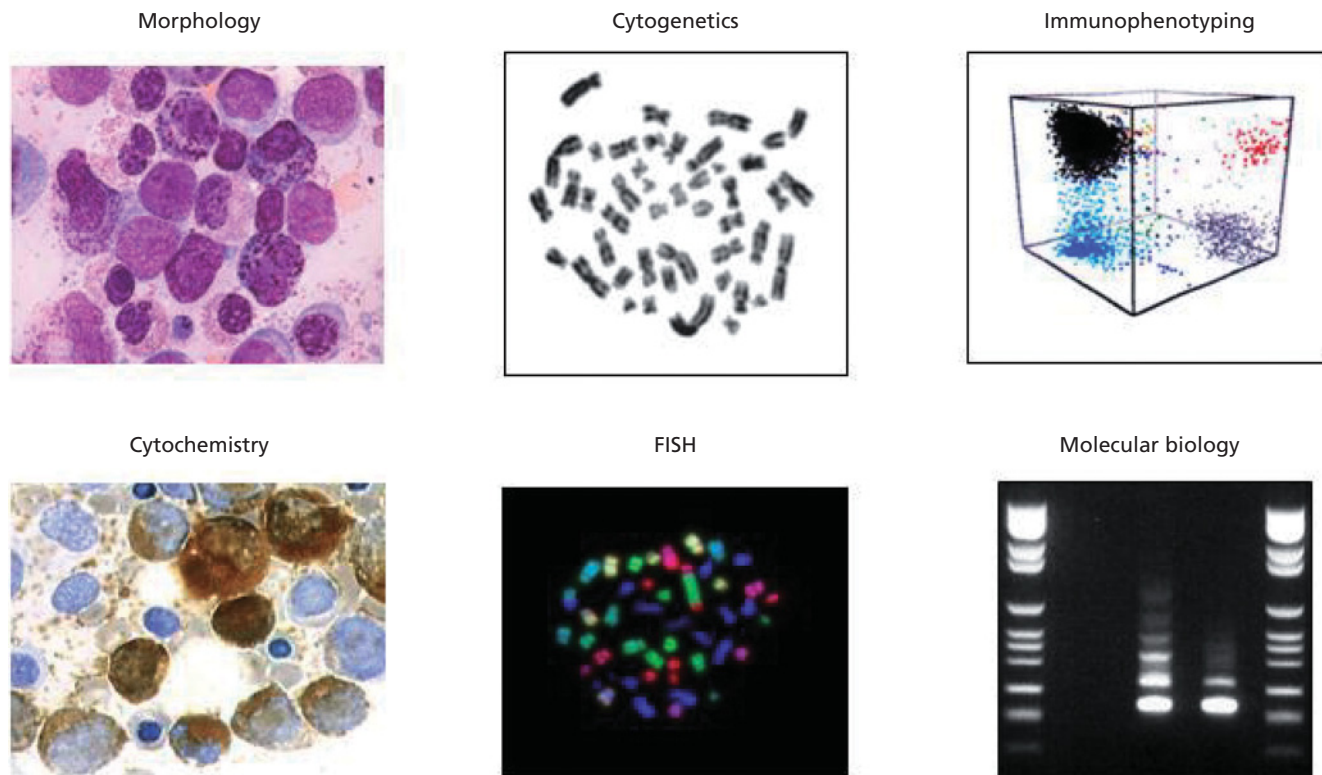 Morphology
Cytogenetics
Immunophenotyping
Cytochemistry
FISH
Molecular biology